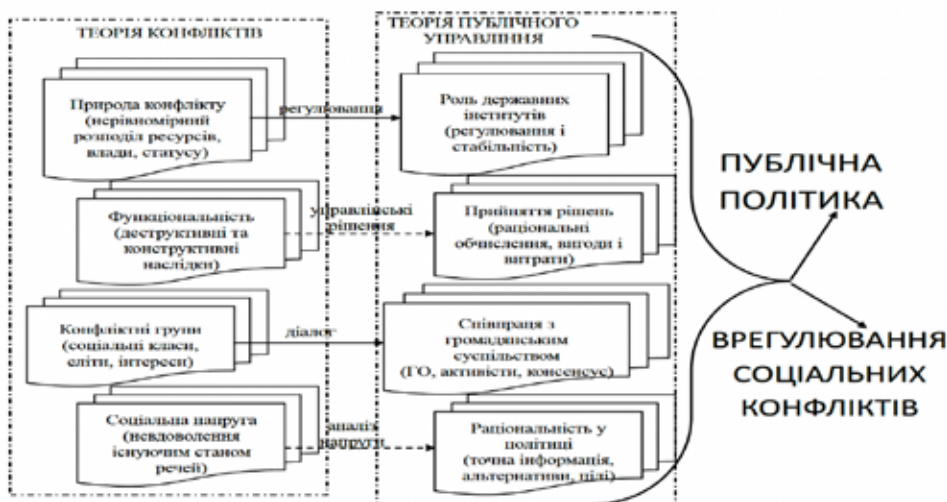 ТЕОРІЯ КОНФЛІКТІВ
Природа конфлікту
(нерівномірний
розподіл ресурсів,
влади, статусу)
Функціональність
(деструктивні та
конструктивні
наслідки)
Конфліктні групи
(соціальні класи,
еліти, інтереси)
Соціальна напруга
(невдоволення
існуючим станом
речей)
регулювання
управлінські
рішення
діалог
аналіз
напруги
ТЕОРІЯ ПУБЛІЧНОГО
УПРАВЛІННЯ
Роль державних
інститутів
(регулювання і
стабільність)
Прийняття рішень
(раціональні
обчислення, вигоди і
витрати)
Співпраця з
громадянським
суспільством
(ГО, активісти, консенсус)
Раціональність у
політиці
(точна інформація,
альтернативи, цілі)
ПУБЛІЧНА
ПОЛІТИКА
ВРЕГУЛЮВАННЯ
СОЦІАЛЬНИХ
КОНФЛІКТІВ